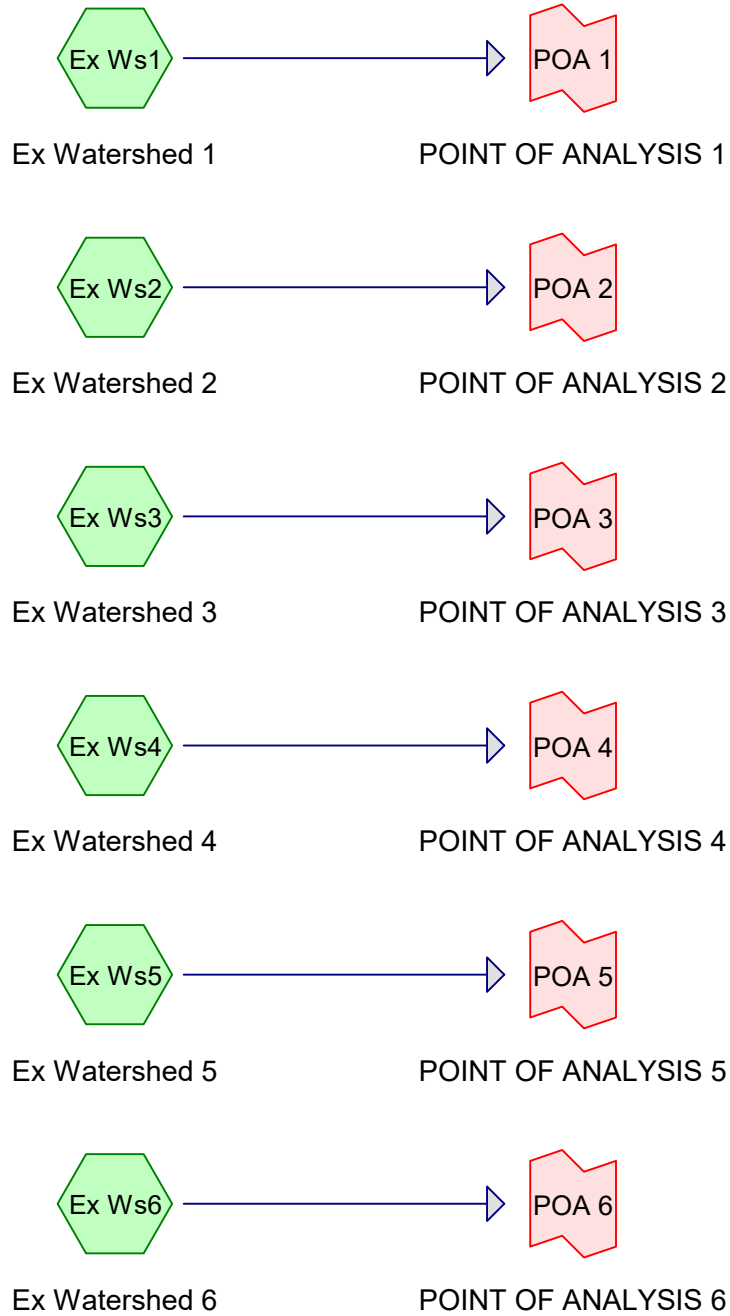 Ex Ws1 POA 1
Ex Watershed 1 POINT OF ANALYSIS 1
Ex Ws2 POA 2
Ex Watershed 2 POINT OF ANALYSIS 2
Ex Ws3 POA 3
Ex Watershed 3 POINT OF ANALYSIS 3
Ex Ws4 POA 4
Ex Watershed 4 POINT OF ANALYSIS 4
Ex Ws5 POA 5
Ex Watershed 5 POINT OF ANALYSIS 5
Ex Ws6 POA 6
Ex Watershed 6 POINT OF ANALYSIS 6